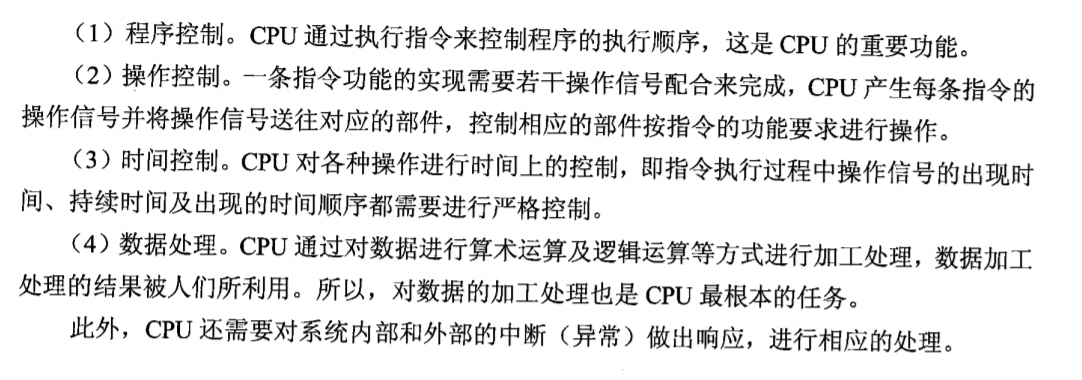 （1）程序控制。CPU 通过执行指令来控制程序的执行顺序，这是 CPU 的重要功能。
（2）操作控制。一条指令功能的实现需要若干操作信号配合来完成，CPU 产生每条指令的
操作信号并将操作信号送往对应的部件，控制相应的部件按指令的功能要求进行操作。
（3）时间控制。CPU 对各种操作进行时间上的控制，即指令执行过程中操作信号的出现时
间、持续时间及出现的时间顺序都需要进行严格控制。
（4）数据处理。CPU 通过对数据进行算术运算及逻辑运算等方式进行加工处理，数据加工
处理的结果被人们所利用。所以，对数据的加工处理也是 CPU 最根本的任务。
此外，CPU 还需要对系统内部和外部的中断（异常）做出响应，进行相应的处理。